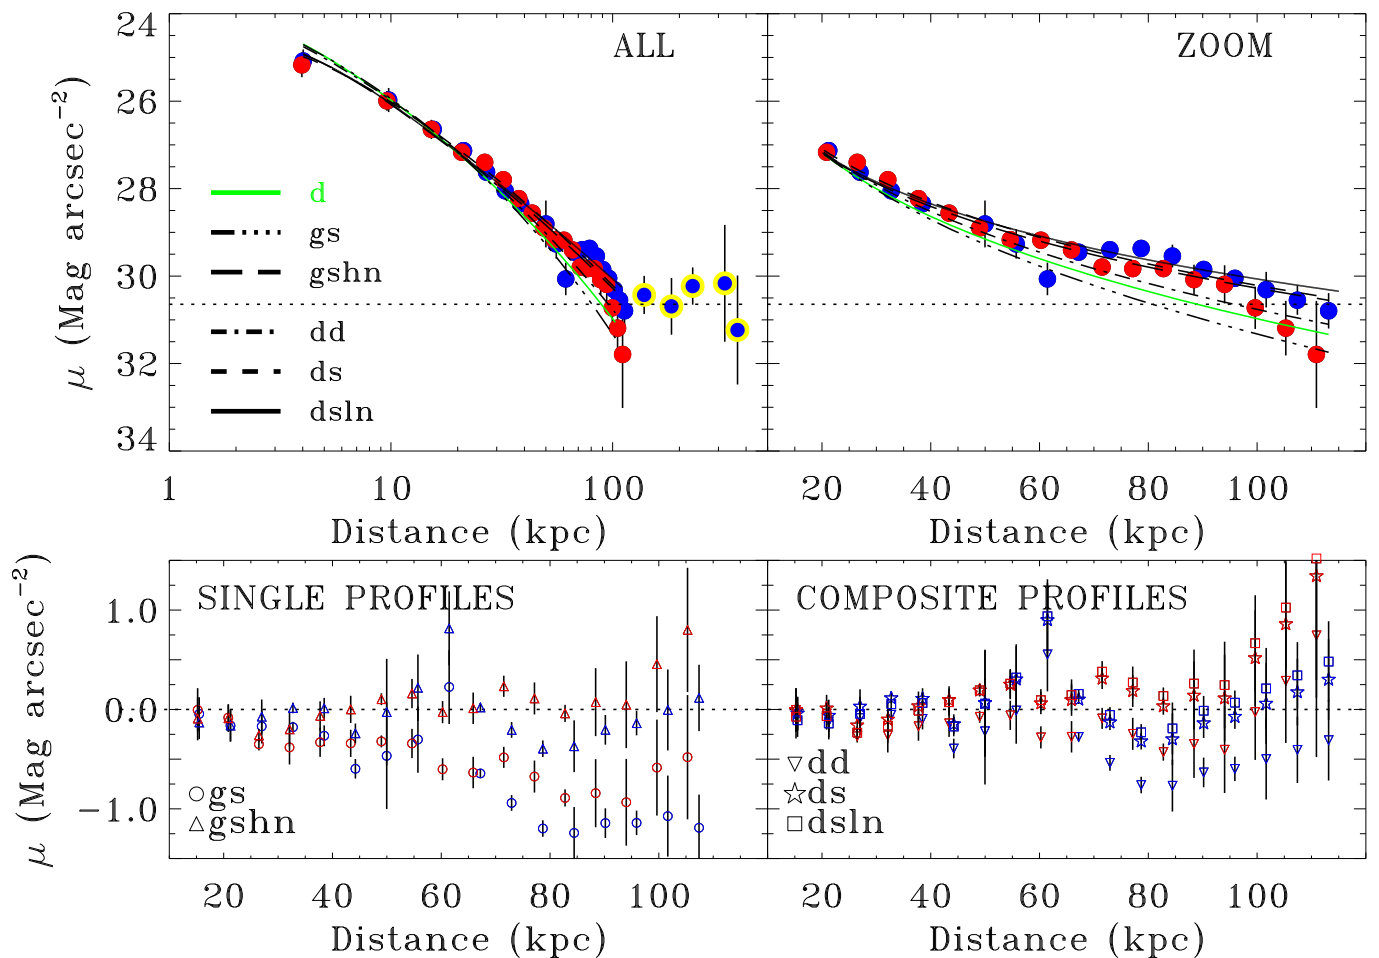 ALL
ZOOM
24
26
28
30
32
34
μ (Mag arcsec−2)
d
gs
gshn
dd
ds
dsln
1
10
100
20
40
60
80
100
Distance (kpc)
Distance (kpc)
SINGLE PROFILES
COMPOSITE PROFILES
1.0
0.0
−1.0
μ (Mag arcsec−2)
gs
gshn
dd
ds
dsln
20
40
60
80
100
20
40
60
80
100
Distance (kpc)
Distance (kpc)